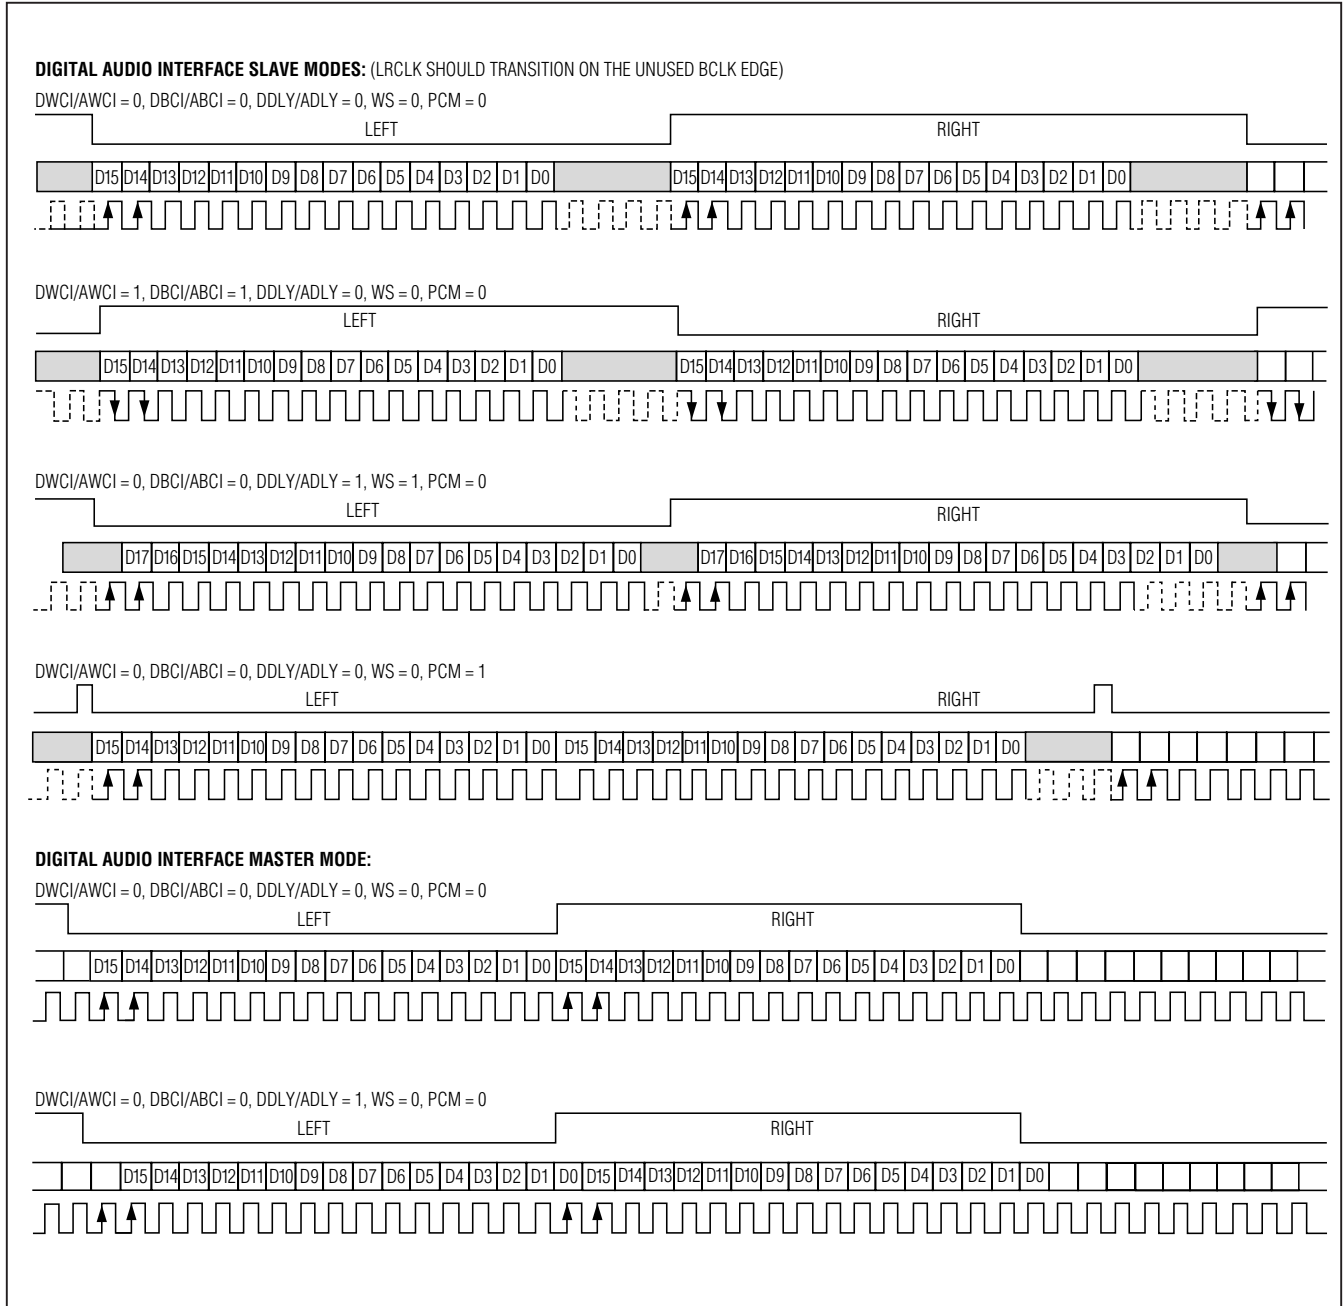 DIGITAL AUDIO INTERFACE SLAVE MODES: (LRCLK SHOULD TRANSITION ON THE UNUSED BCLK EDGE)
DWCI/AWCI = 0, DBCI/ABCI = 0, DDLY/ADLY = 0, WS = 0, PCM = 0
LEFT RIGHT
D15 D14 D13 D12 D11 D10 D9 D8 D7 D6 D5 D4 D3 D2 D1 D0 D15 D14 D13 D12 D11 D10 D9 D8 D7 D6 D5 D4 D3 D2 D1 D0
DWCI/AWCI = 1, DBCI/ABCI = 1, DDLY/ADLY = 0, WS = 0, PCM = 0
LEFT RIGHT
D15 D14 D13 D12 D11 D10 D9 D8 D7 D6 D5 D4 D3 D2 D1 D0 D15 D14 D13 D12 D11 D10 D9 D8 D7 D6 D5 D4 D3 D2 D1 D0
DWCI/AWCI = 0, DBCI/ABCI = 0, DDLY/ADLY = 1, WS = 1, PCM = 0
LEFT RIGHT
D17 D16 D15 D14 D13 D12 D11 D10 D9 D8 D7 D6 D5 D4 D3 D2 D1 D0 D17 D16 D15 D14 D13 D12 D11 D10 D9 D8 D7 D6 D5 D4 D3 D2 D1 D0
DWCI/AWCI = 0, DBCI/ABCI = 0, DDLY/ADLY = 0, WS = 0, PCM = 1
LEFT RIGHT
D15 D14 D13 D12 D11 D10 D9 D8 D7 D6 D5 D4 D3 D2 D1 D0 D15 D14 D13 D12 D11 D10 D9 D8 D7 D6 D5 D4 D3 D2 D1 D0
DIGITAL AUDIO INTERFACE MASTER MODE:
DWCI/AWCI = 0, DBCI/ABCI = 0, DDLY/ADLY = 0, WS = 0, PCM = 0
LEFT RIGHT
D15 D14 D13 D12 D11 D10 D9 D8 D7 D6 D5 D4 D3 D2 D1 D0 D15 D14 D13 D12 D11 D10 D9 D8 D7 D6 D5 D4 D3 D2 D1 D0
DWCI/AWCI = 0, DBCI/ABCI = 0, DDLY/ADLY = 1, WS = 0, PCM = 0
LEFT RIGHT
D15 D14 D13 D12 D11 D10 D9 D8 D7 D6 D5 D4 D3 D2 D1 D0 D15 D14 D13 D12 D11 D10 D9 D8 D7 D6 D5 D4 D3 D2 D1 D0